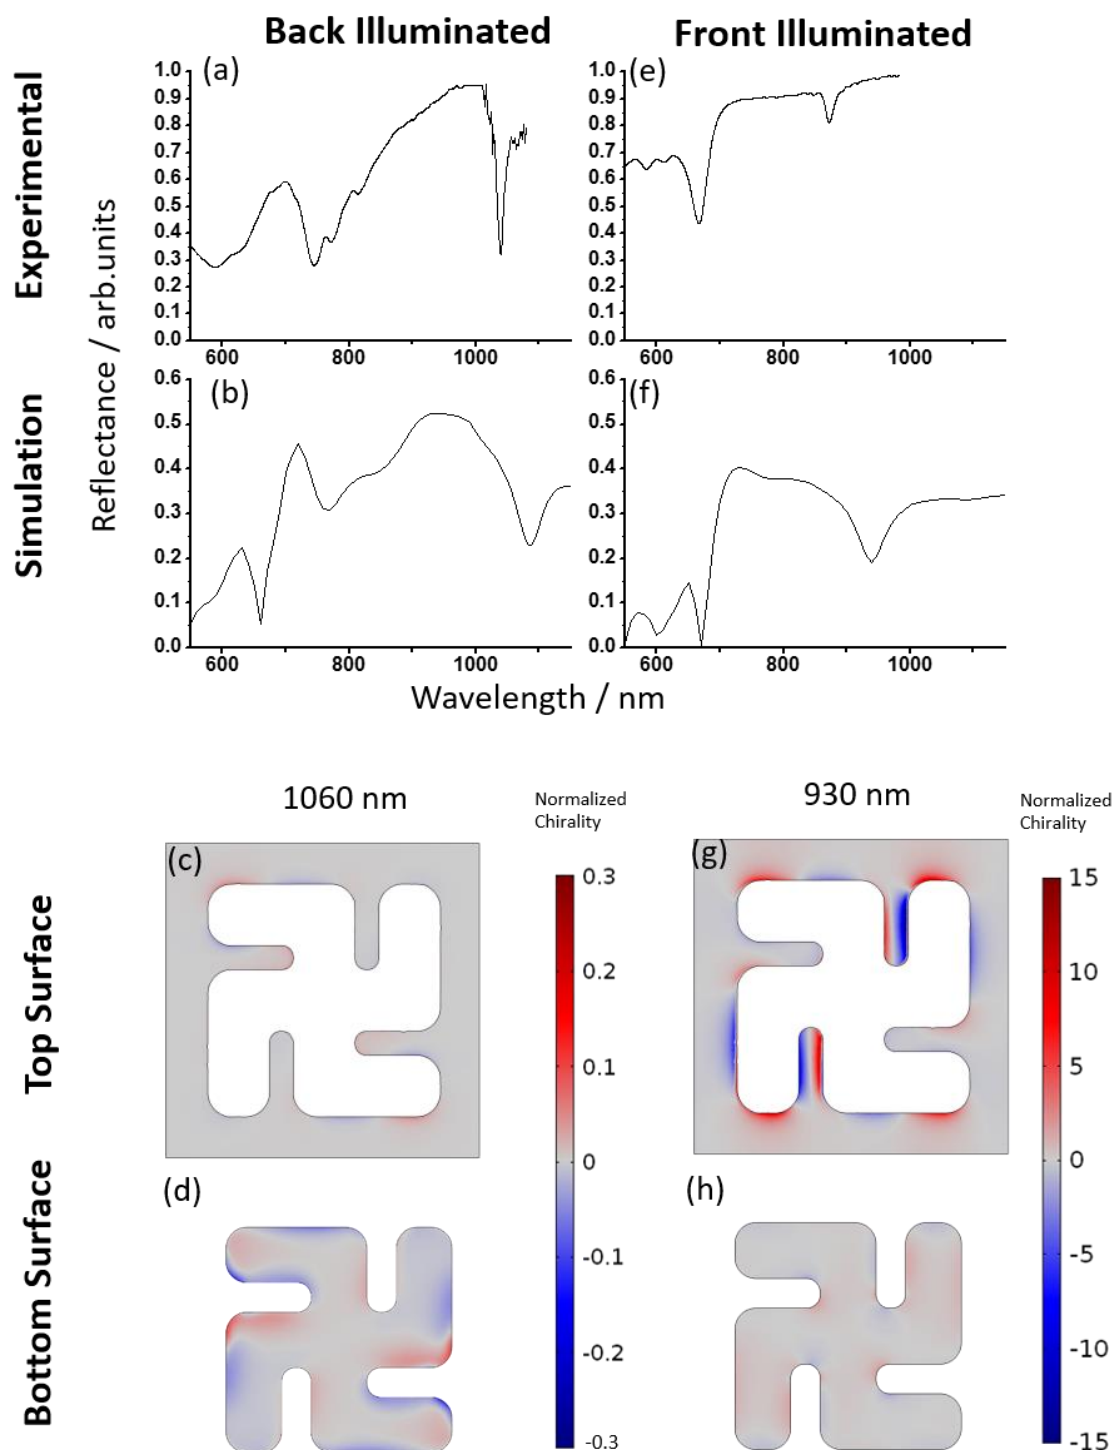 Back Illuminated
Front Illuminated
Experimental
Simulation
Reflectance / arb.units
(a)
1.0
0.9
0.8
0.7
0.6
0.5
0.4
0.3
0.2
0.1
0.0
600
800
1000
(e)
1.0
0.9
0.8
0.7
0.6
0.5
0.4
0.3
0.2
0.1
0.0
600
800
1000
(b)
0.6
0.5
0.4
0.3
0.2
0.1
0.0
600
800
1000
(f)
0.6
0.5
0.4
0.3
0.2
0.1
0.0
600
800
1000
Wavelength / nm
Top Surface
Bottom Surface
1060 nm
Normalized
Chirality
(c)
0.3
0.2
0.1
0
-0.1
-0.2
-0.3
(d)
930 nm
Normalized
Chirality
(g)
15
10
5
0
-5
-10
-15
(h)